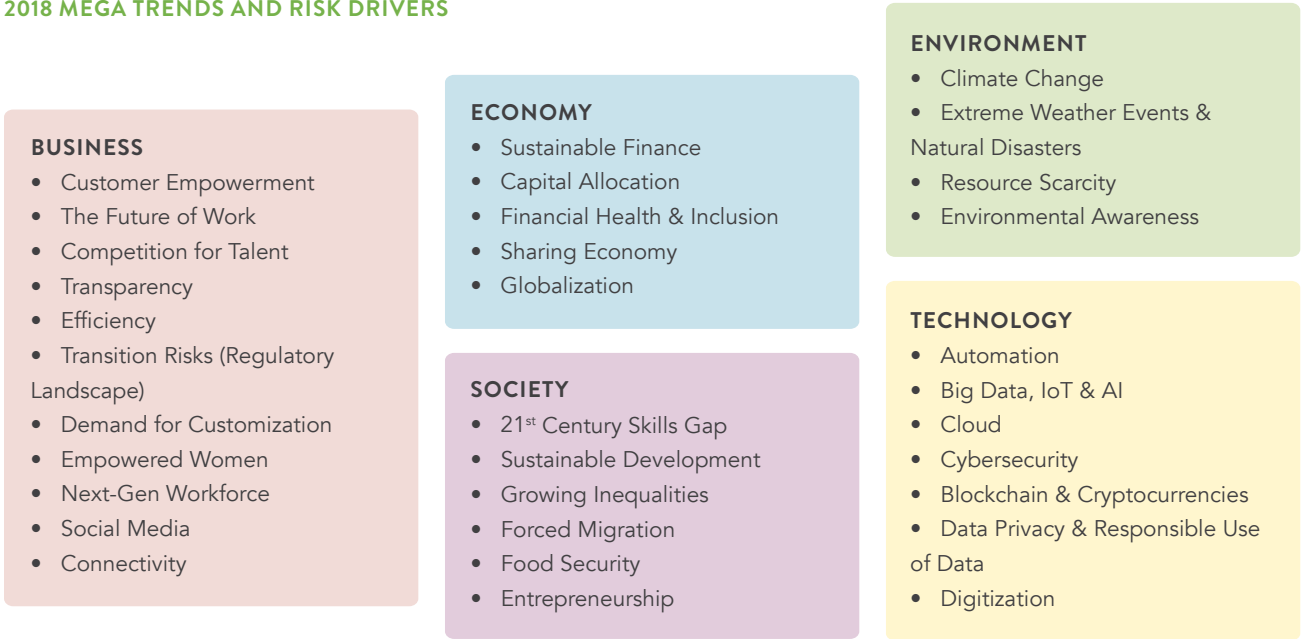 2018 MEGA TRENDS AND RISK DRIVERS
BUSINESS
• Customer Empowerment
• The Future of Work
• Competition for Talent
• Transparency
• Efficiency
• Transition Risks (Regulatory
Landscape)
• Demand for Customization
• Empowered Women
• Next-Gen Workforce
• Social Media
• Connectivity
ECONOMY
• Sustainable Finance
• Capital Allocation
• Financial Health & Inclusion
• Sharing Economy
• Globalization
SOCIETY
• 21st Century Skills Gap
• Sustainable Development
• Growing Inequalities
• Forced Migration
• Food Security
• Entrepreneurship
ENVIRONMENT
• Climate Change
• Extreme Weather Events &
Natural Disasters
• Resource Scarcity
• Environmental Awareness
TECHNOLOGY
• Automation
• Big Data, IoT & AI
• Cloud
• Cybersecurity
• Blockchain & Cryptocurrencies
• Data Privacy & Responsible Use
of Data
• Digitization